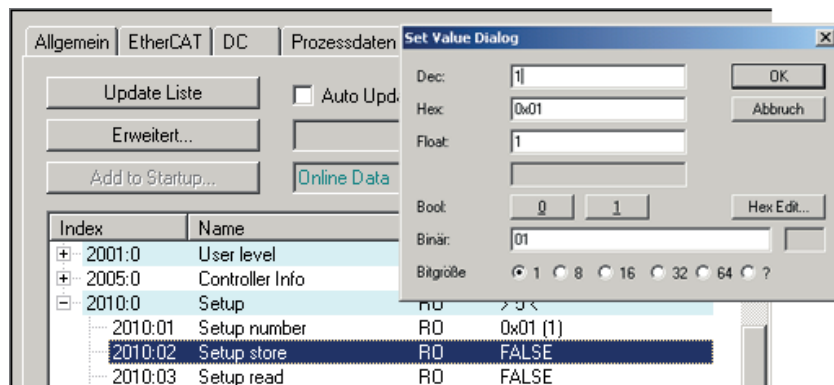 Allgemein EtherCAT DC Prozessdaten
Update Liste
Auto Upd
Erweitert...
Add to Startup...
Online Data
Index Name
2001:0 User level
2005:0 Controller Info
2010:0 Setup RO > 5 <
2010:01 Setup number RO 0x01 (1)
2010:02 Setup store RO FALSE
2010:03 Setup read RO FALSE
Set Value Dialog
Dec: 1 OK
Hex: 0x01 Abbruch
Float: 1
Bool: 0 1 Hex Edit...
Binär: 01
Bitgröße 1 8 16 32 64 ?